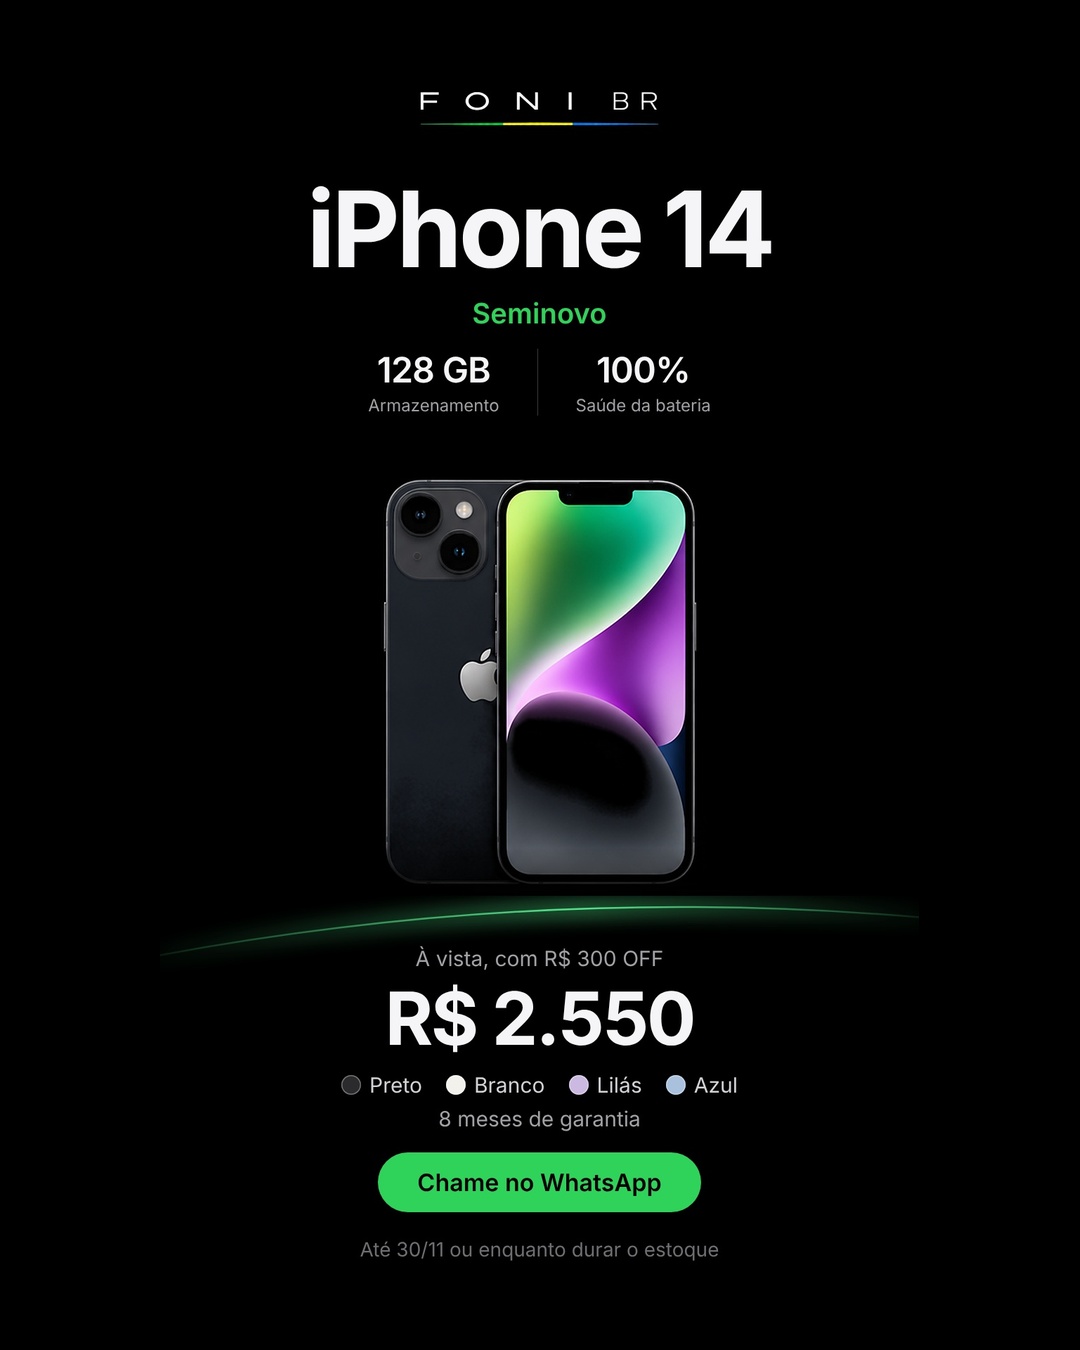 FONI BR
iPhone 14
Seminovo
128 GB 100%
Armazenamento Saúde da bateria
À vista, com R$ 300 OFF
R$ 2.550
Preto Branco Lilás Azul
8 meses de garantia
Chame no WhatsApp
Até 30/11 ou enquanto durar o estoque